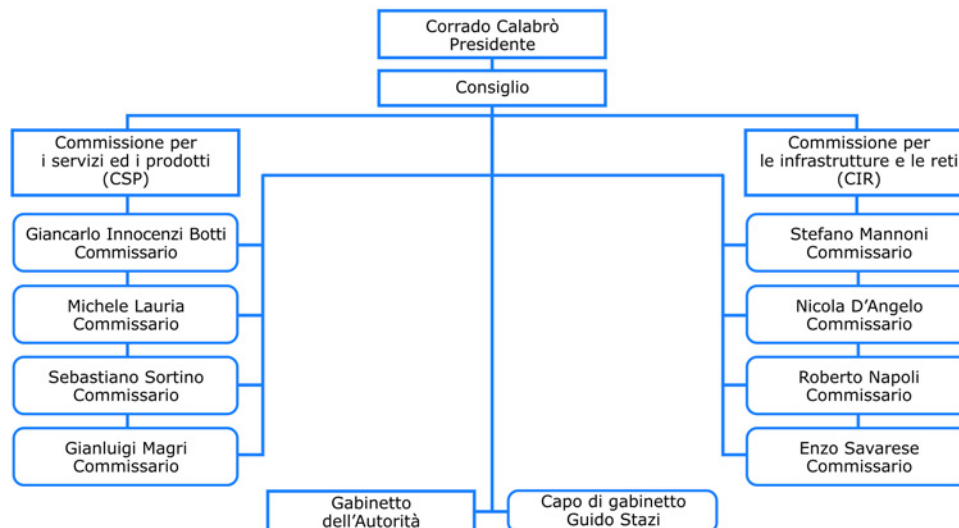 Corrado Calabrò
Presidente
Consiglio
Commissione per
i servizi ed i prodotti
(CSP)
Giancarlo Innocenzi Botti
Commissario
Michele Lauria
Commissario
Sebastiano Sortino
Commissario
Gianluigi Magri
Commissario
Commissione per
le infrastrutture e le reti
(CIR)
Stefano Mannoni
Commissario
Nicola D’Angelo
Commissario
Roberto Napoli
Commissario
Enzo Savarese
Commissario
Gabinetto
dell’Autorità
Capo di gabinetto
Guido Stazi